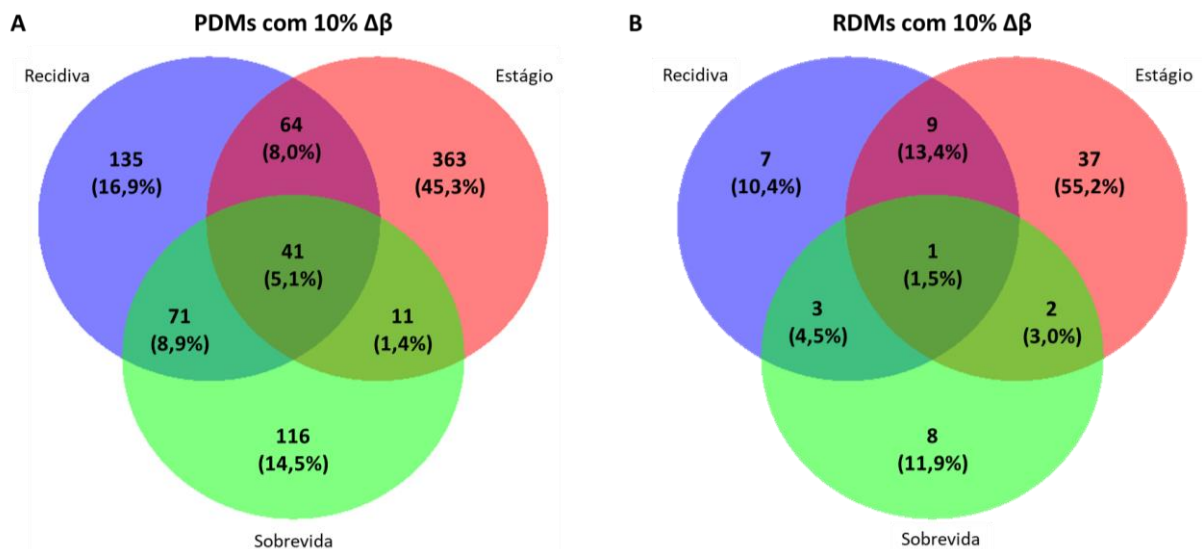 A
PDMs com 10% Δβ
Recidiva
Estágio
64
(8,0%)
135
(16,9%)
363
(45,3%)
41
(5,1%)
71
(8,9%)
11
(1,4%)
116
(14,5%)
Sobrevida
B
RDMs com 10% Δβ
Recidiva
Estágio
9
(13,4%)
7
(10,4%)
37
(55,2%)
1
(1,5%)
3
(4,5%)
2
(3,0%)
8
(11,9%)
Sobrevida